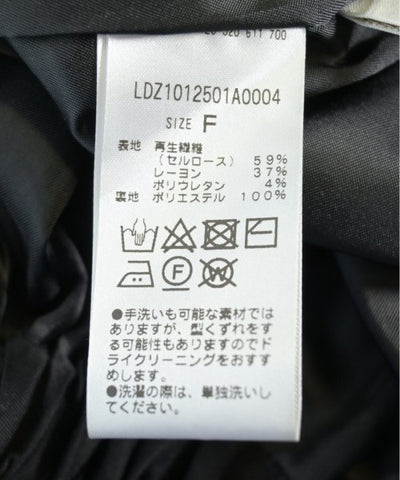 LDZ1012501A0004
SIZE F
表地 再生繊維
（セルロース） 59%
レーヨン 37%
ポリウレタン 4%
裏地 ポリエステル 100%
F
W
●手洗いも可能な素材では
ありますが、型くずれをす
る可能性もありますのでド
ライクリーニングをおすす
めします。
●洗濯の際は、単独洗いし
てください。